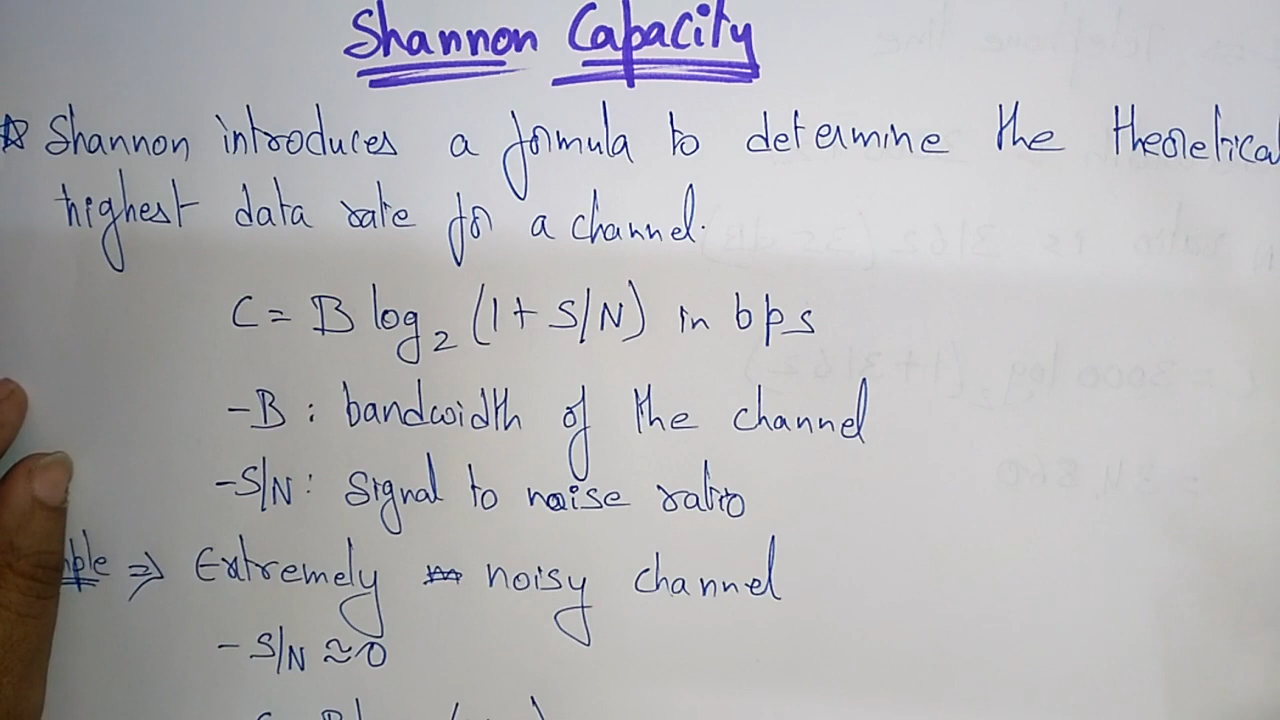 Shannon Capacity
Shannon introduces a formula to determine the theoretical
highest data rate for a channel.
C = B log₂ (1 + S/N) in bps
- B : bandwidth of the channel
- S/N : Signal to noise ratio
⇒ Extremely noisy channel
- S/N ≈ 0